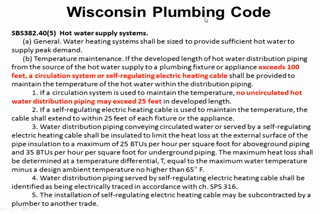 Wisconsin Plumbing Code
SBS382.40(5) Hot water supply systems.
(a) General. Water heating systems shall be sized to provide sufficient hot water to
supply peak demand.
(b) Temperature maintenance. If the developed length of hot water distribution piping
from the source of the hot water supply to a plumbing fixture or appliance exceeds 100
feet, a circulation system or self-regulating electric heating cable shall be provided to
maintain the temperature of the hot water within the distribution piping.
1. If a circulation system is used to maintain the temperature, no uncirculated hot
water distribution piping may exceed 25 feet in developed length.
2. If a self-regulating electric heating cable is used to maintain the temperature, the
cable shall extend to within 25 feet of each fixture or the appliance.
3. Water distribution piping conveying circulated water or served by a self-regulating
electric heating cable shall be insulated to limit the heat loss at the external surface of the
pipe insulation to a maximum of 25 BTUs per hour per square foot for aboveground piping
and 35 BTUs per hour per square foot for underground piping. The maximum heat loss shall
be determined at a temperature differential, T, equal to the maximum water temperature
minus a design ambient temperature no higher than 65° F.
4. Water distribution piping served by self-regulating electric heating cable shall be
identified as being electrically traced in accordance with ch. SPS 316.
5. The installation of self-regulating electric heating cable may be subcontracted by a
plumber to another trade.